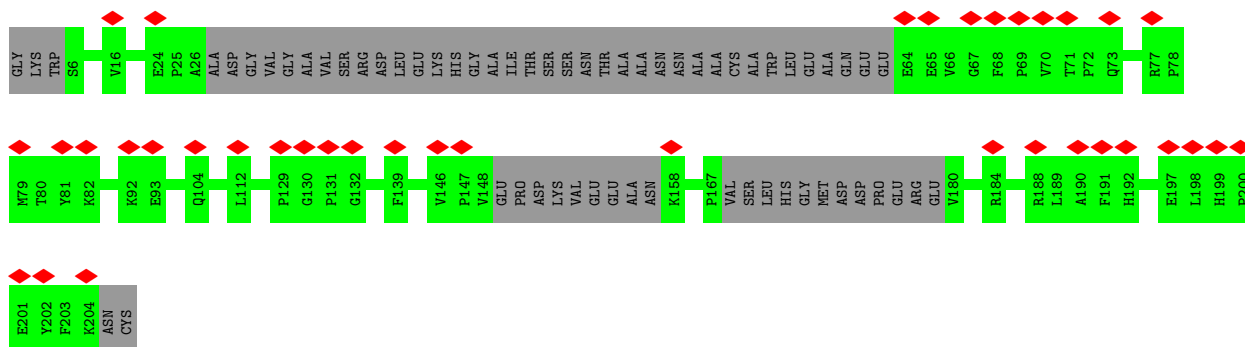 GLY LYS TRP S6 V16 E24 P25 A26 ALA ASP GLY VAL GLY ALA VAL SER ARG ASP LEU GLU LYS HIS GLY ALA ILE THR SER SER ASN THR ALA ALA ASN ASN ALA ALA CYS ALA TRP LEU GLU ALA GLN GLU GLU E64 E65 V66 G67 F68 P69 V70 T71 P72 Q73 R77 P78
M79 T80 Y81 K82 K92 E93 Q104 L112 P129 G130 P131 G132 F139 V146 P147 V148 GLU PRO ASP LYS VAL GLU GLU ALA ASN K158 P167 VAL SER LEU HIS GLY MET ASP ASP PRO GLU ARG GLU V180 R184 R188 L189 A190 F191 H192 E197 L198 H199 P200
E201 Y202 F203 K204 ASN CYS